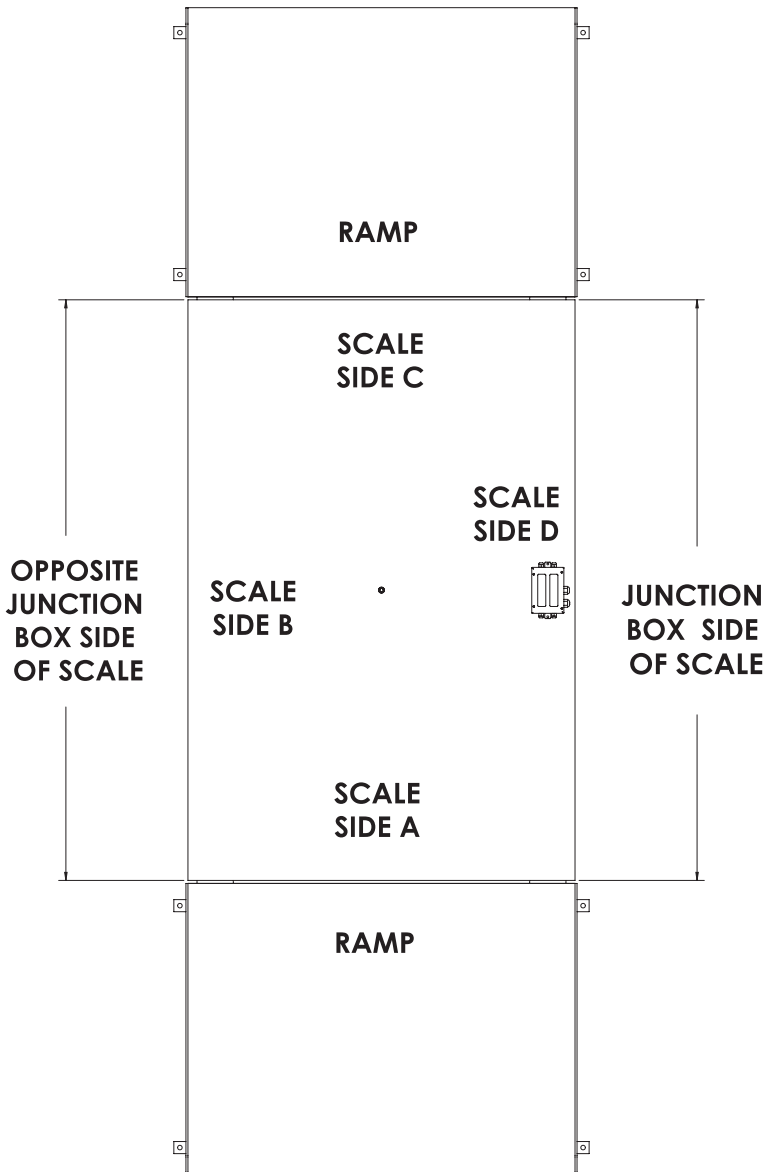 RAMP
SCALE
SIDE C
SCALE
SIDE D
OPPOSITE
JUNCTION
BOX SIDE
OF SCALE
SCALE
SIDE B
JUNCTION
BOX SIDE
OF SCALE
SCALE
SIDE A
RAMP